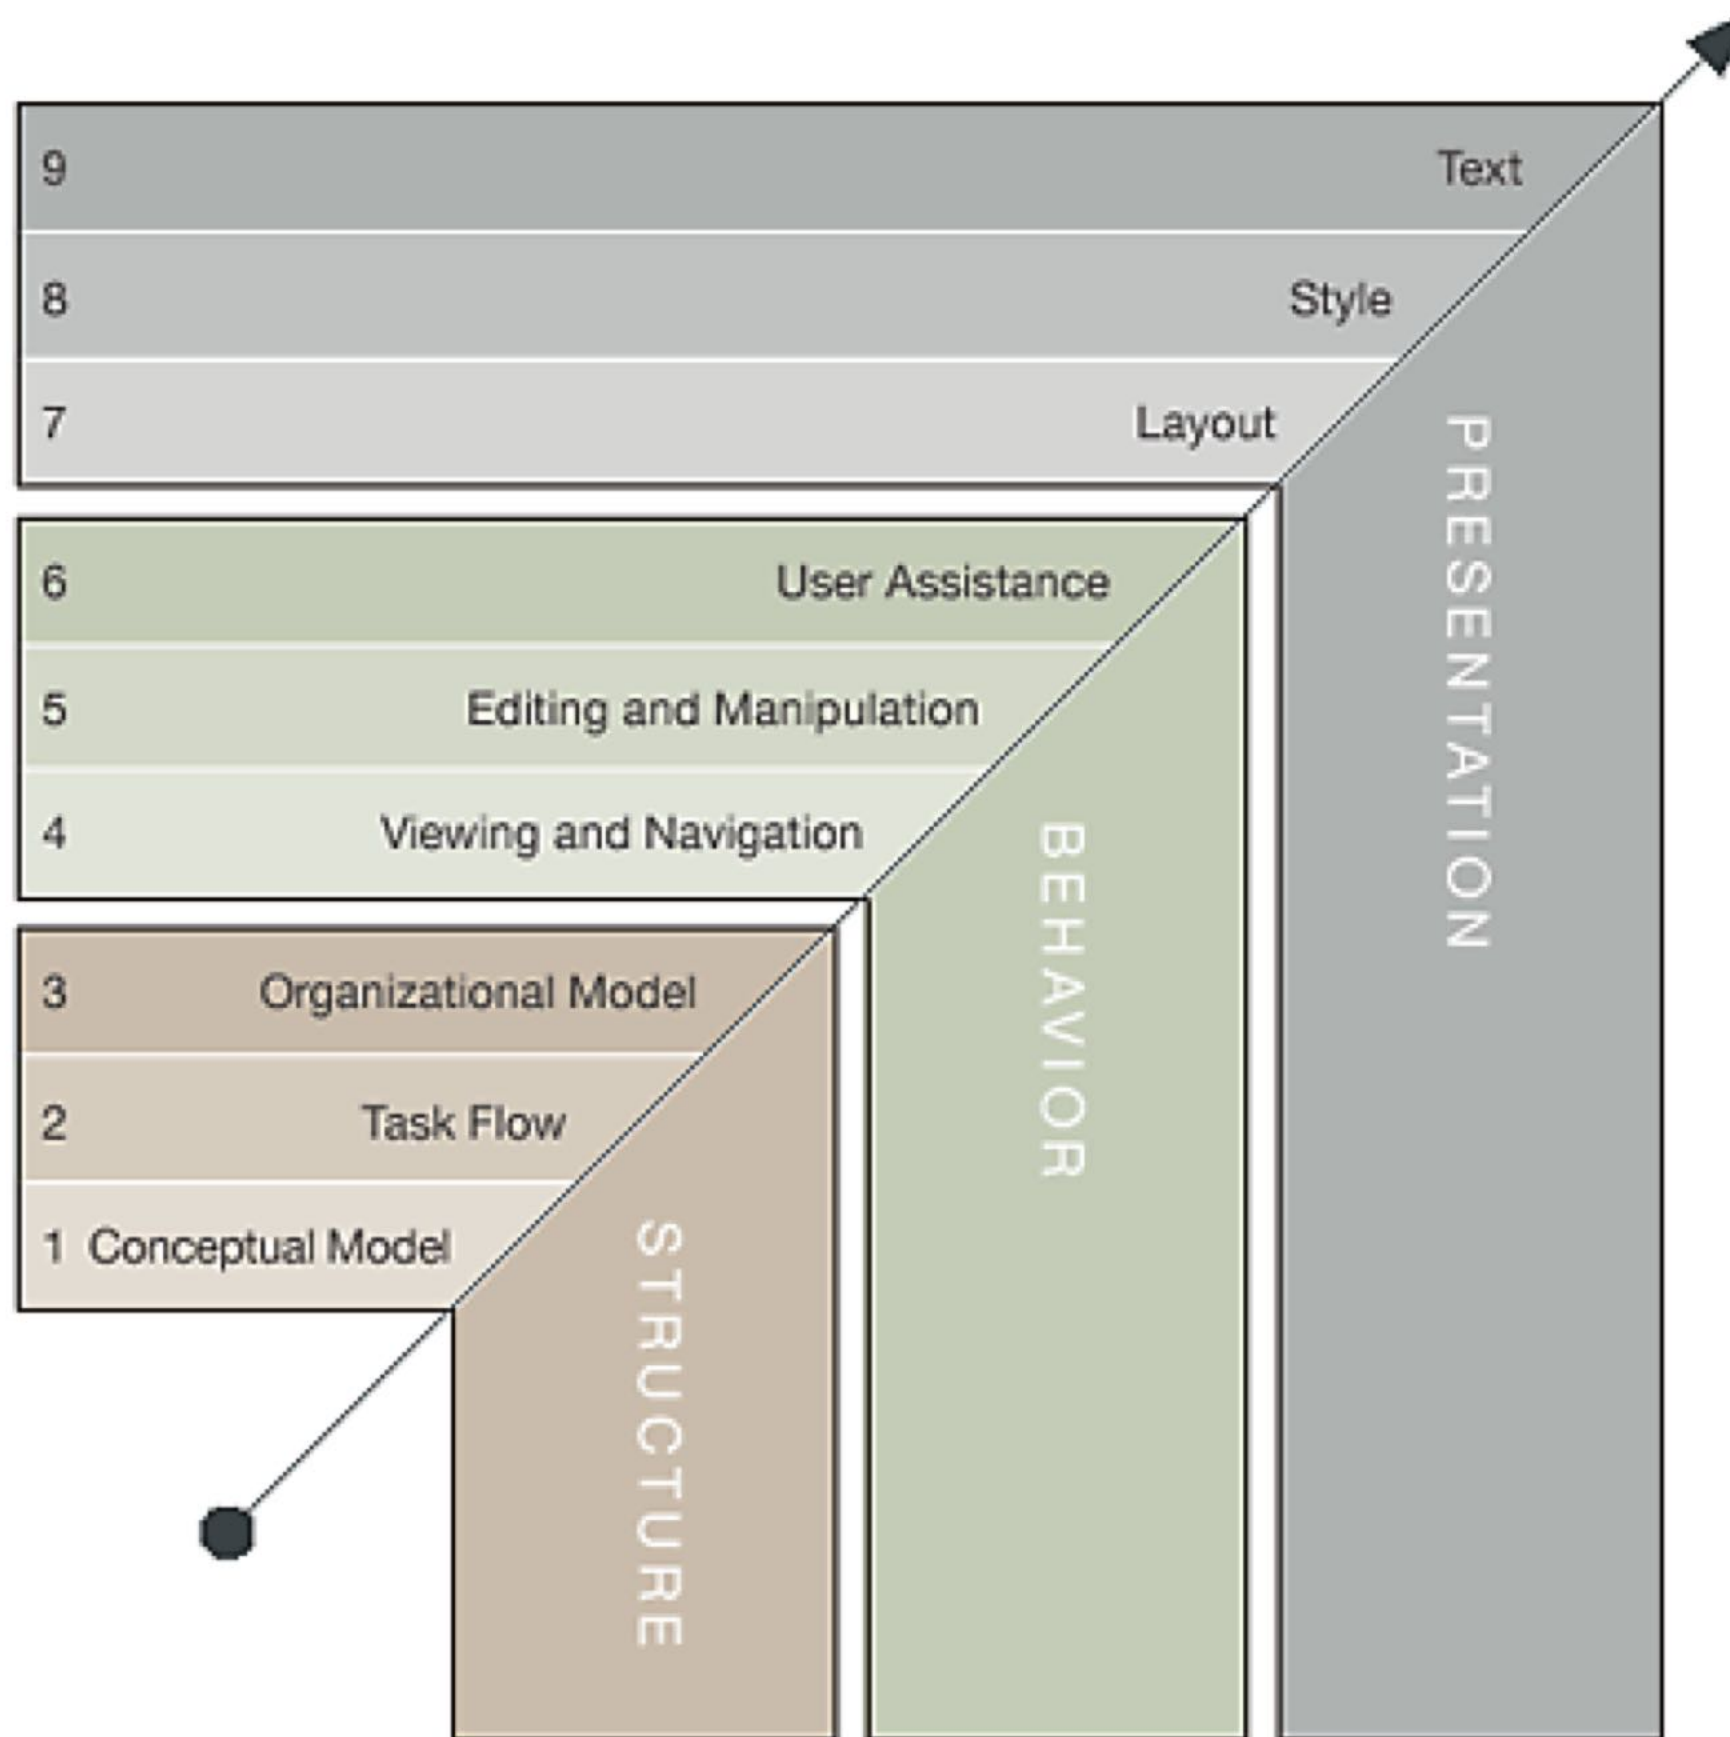 9 Text
8 Style
7 Layout
6 User Assistance
5 Editing and Manipulation
4 Viewing and Navigation
3 Organizational Model
2 Task Flow
1 Conceptual Model
STRUCTURE
BEHAVIOR
PRESENTATION